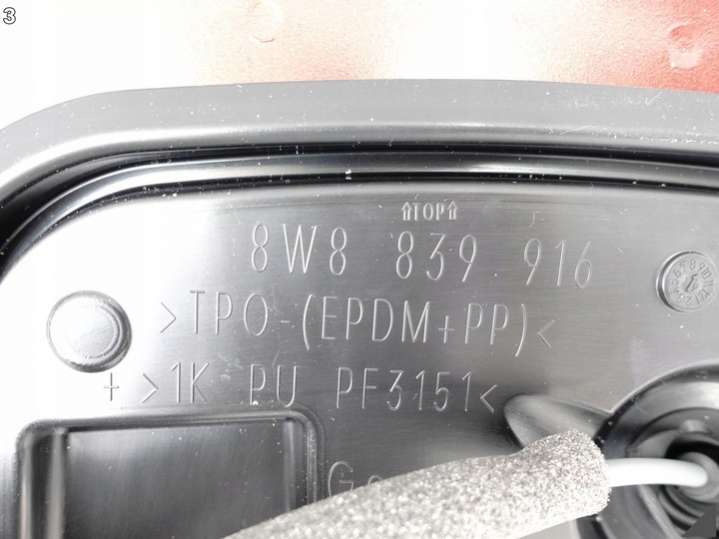 3
⇧TOP⇧
8W8 839 916
>TPO-(EPDM+PP)<
+ >1K PU PF3151<